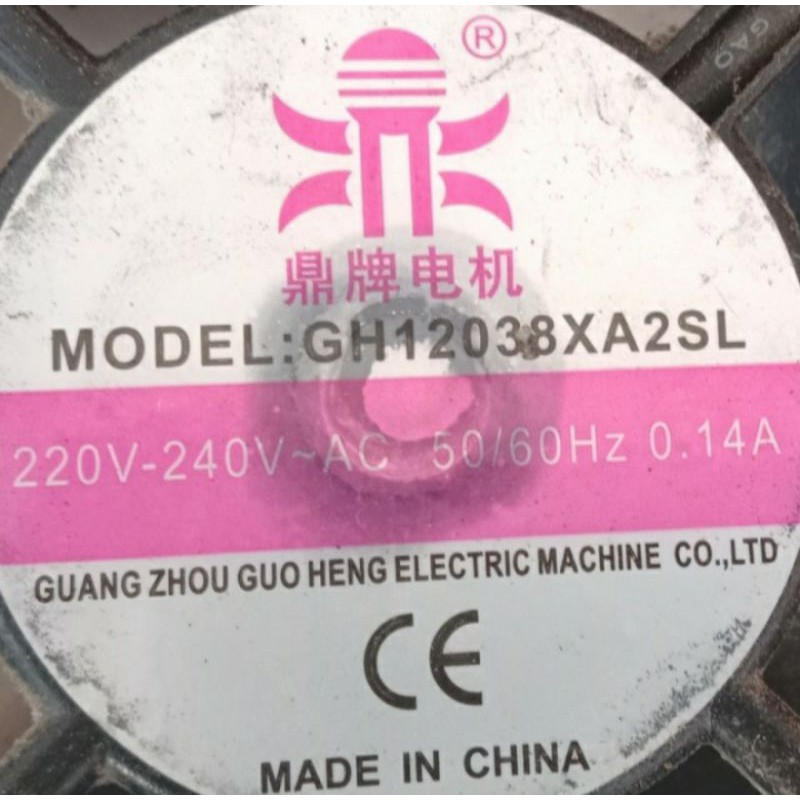 ®
鼎牌电机
MODEL:GH12038XA2SL
220V-240V~AC 50/60Hz 0.14A
GUANG ZHOU GUO HENG ELECTRIC MACHINE CO.,LTD
CE
MADE IN CHINA
GAO